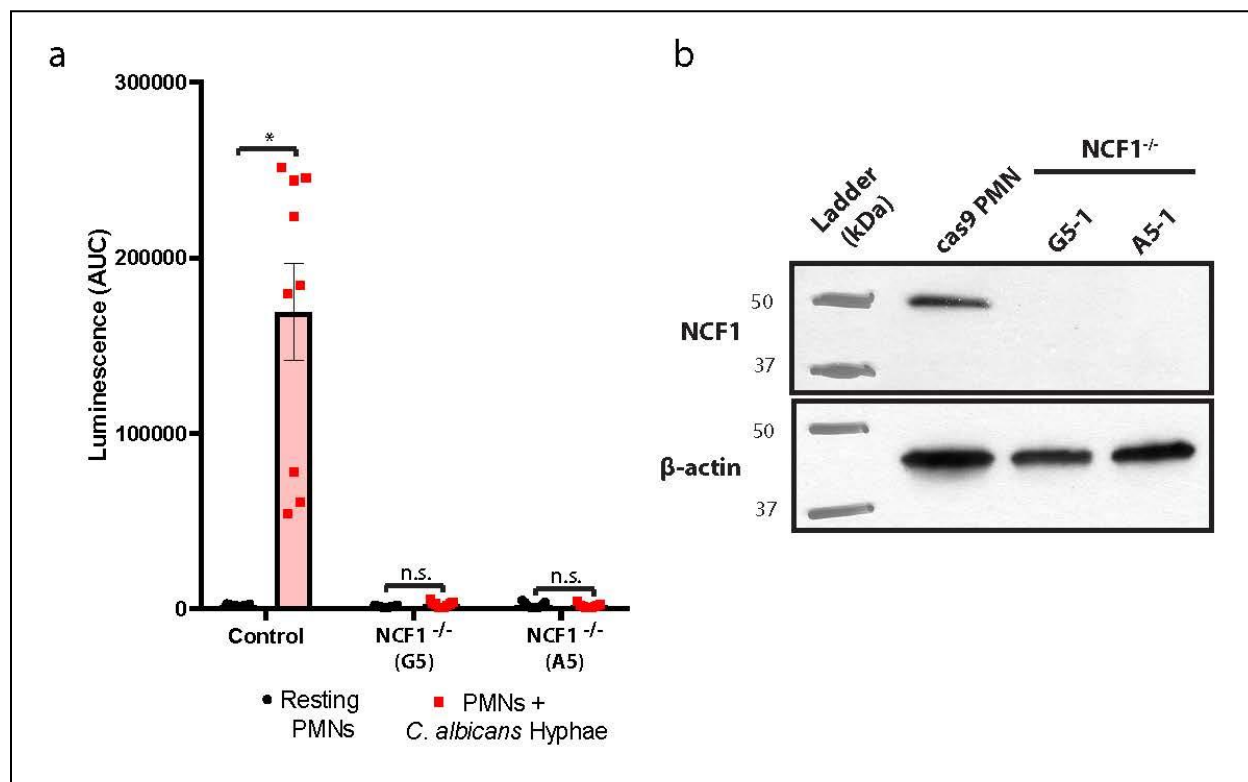 a
300000
200000
100000
0
Luminescence (AUC)
*
n.s.
n.s.
Control
NCF1 -/-
(G5)
NCF1 -/-
(A5)
Resting
PMNs
PMNs +
C. albicans Hyphae
b
Ladder
(kDa)
cas9 PMN
NCF1-/-
G5-1
A5-1
NCF1
50
37
β-actin
50
37